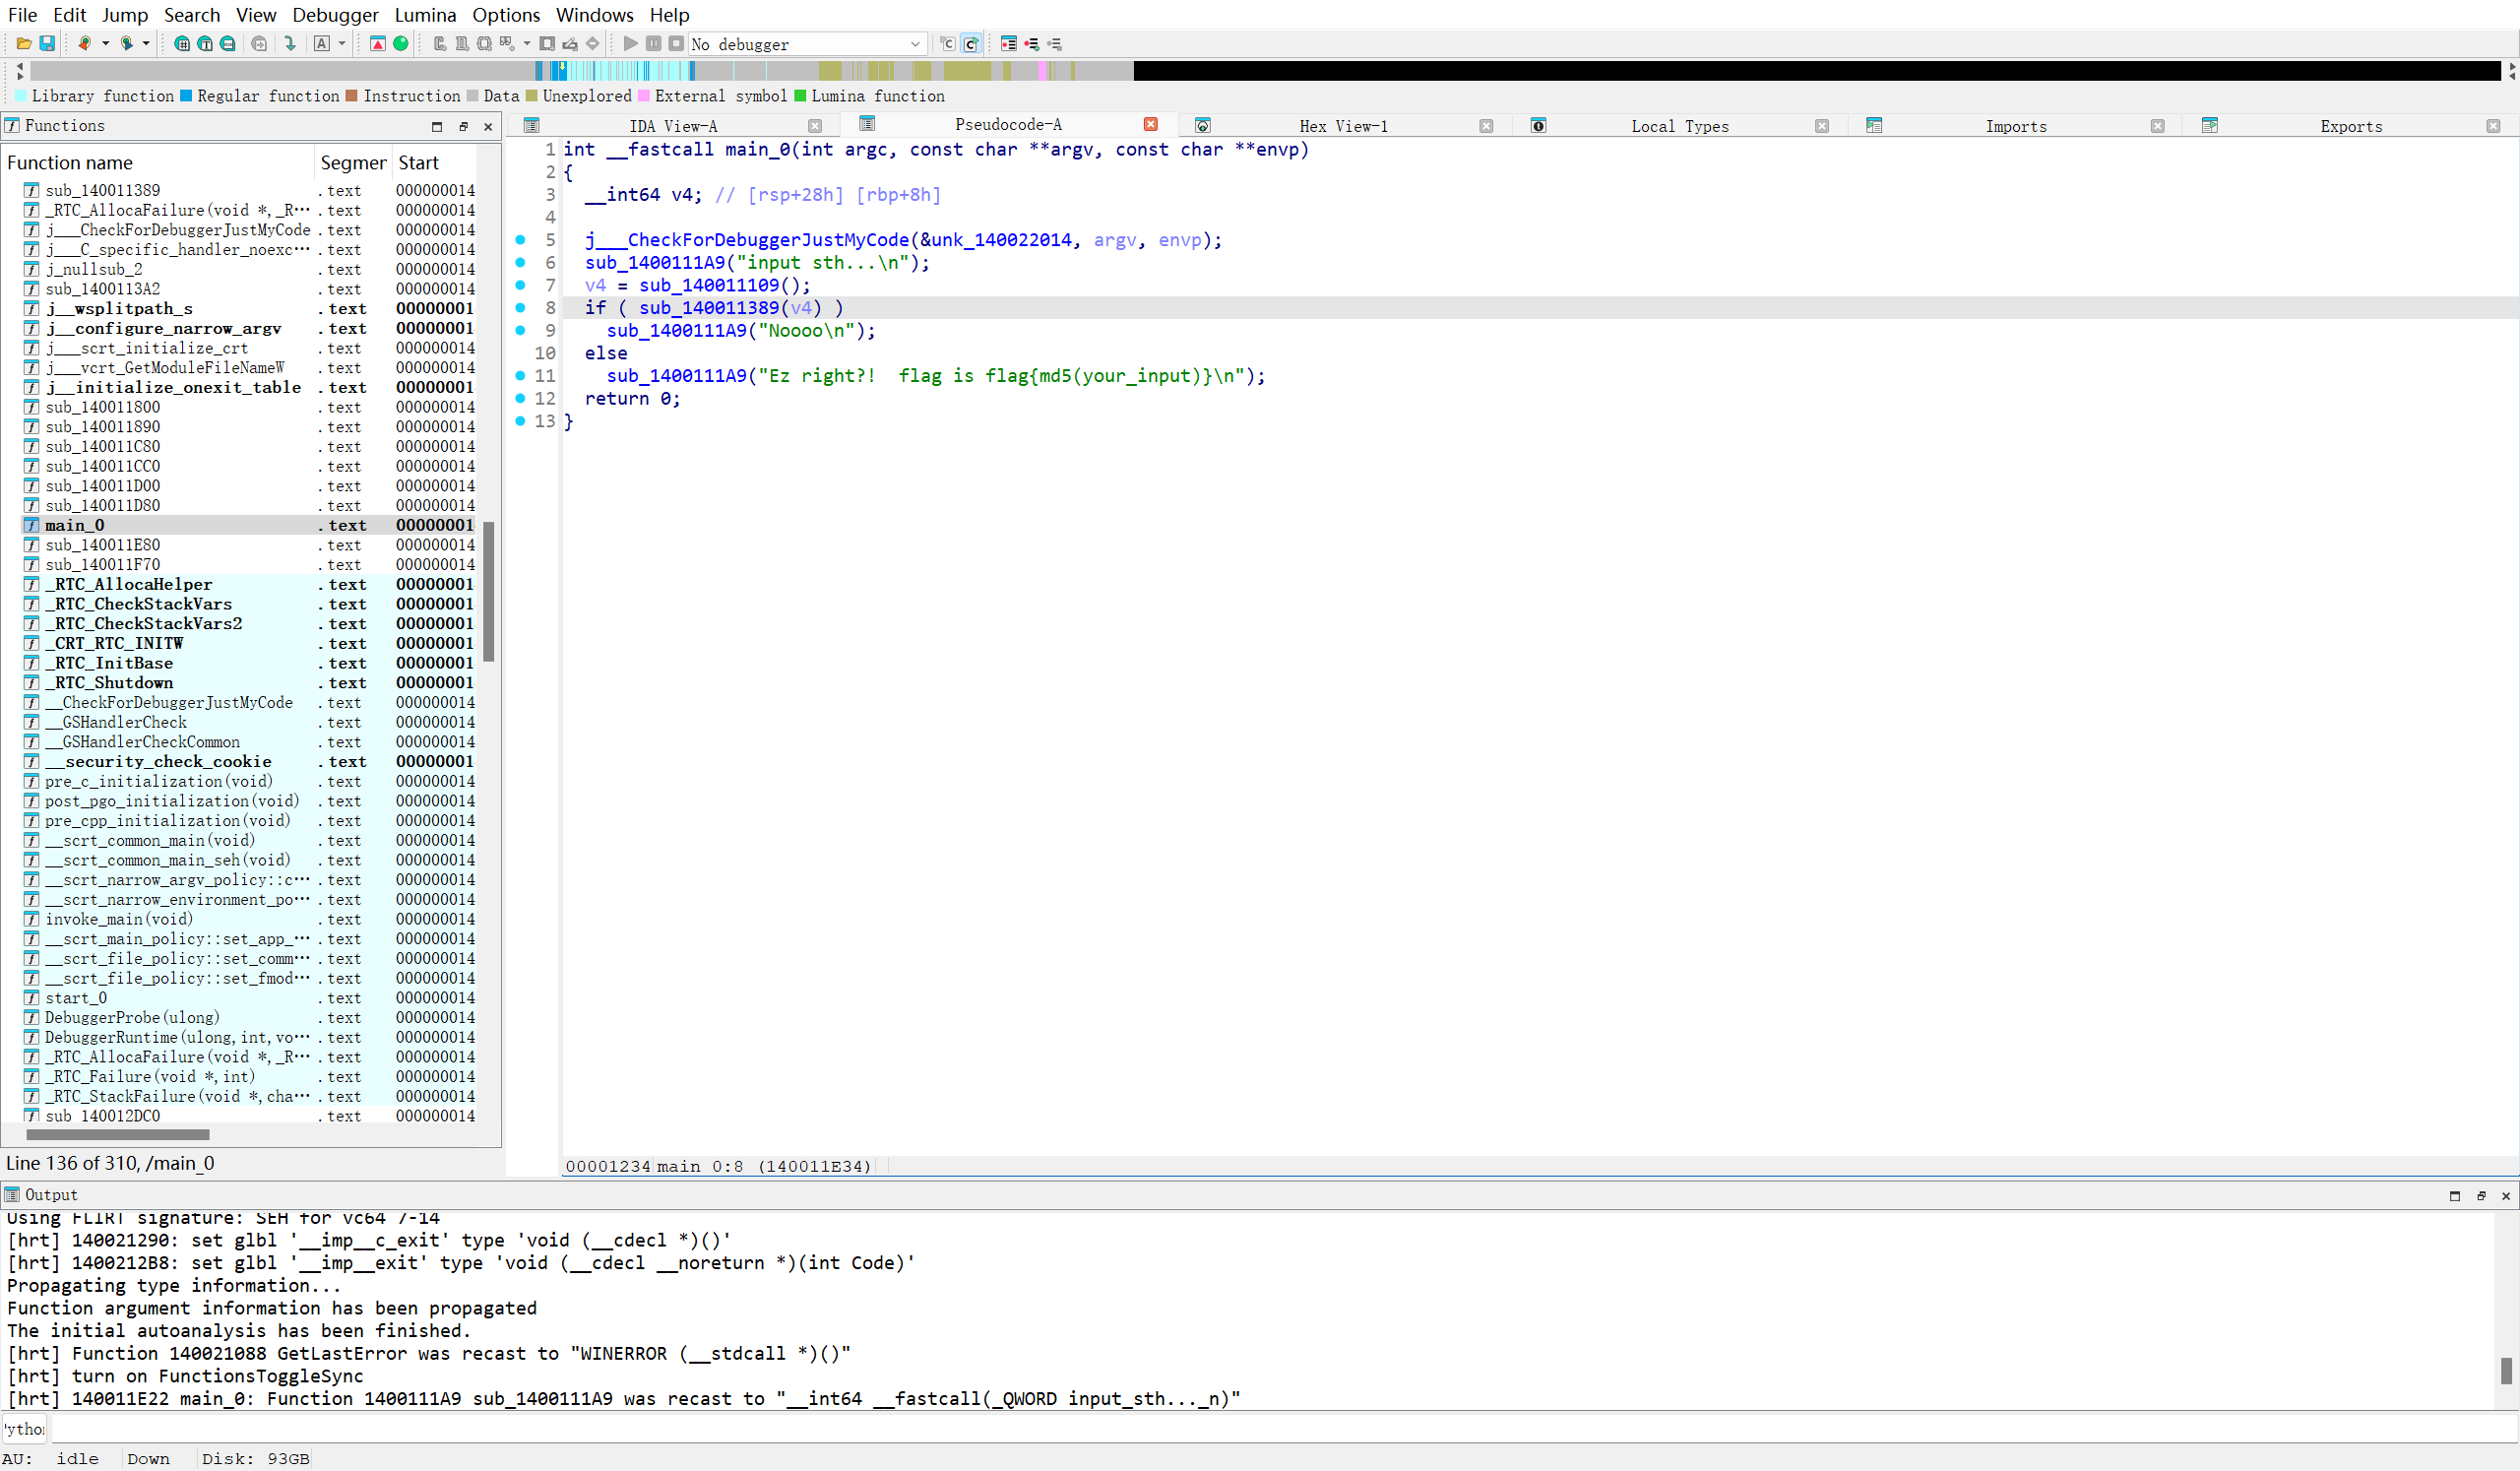 File Edit Jump Search View Debugger Lumina Options Windows Help
No debugger
Library function Regular function Instruction Data Unexplored External symbol Lumina function
Functions
IDA View-A Pseudocode-A Hex View-1 Local Types Imports Exports
Function name Segmer Start
sub_140011389 .text 000000014
_RTC_AllocaFailure(void *,_R··· .text 000000014
j___CheckForDebuggerJustMyCode .text 000000014
j___C_specific_handler_noexc··· .text 000000014
j_nullsub_2 .text 000000014
sub_1400113A2 .text 000000014
j__wsplitpath_s .text 00000001
j__configure_narrow_argv .text 00000001
j___scrt_initialize_crt .text 000000014
j___vcrt_GetModuleFileNameW .text 000000014
j__initialize_onexit_table .text 00000001
sub_140011800 .text 000000014
sub_140011890 .text 000000014
sub_140011C80 .text 000000014
sub_140011CC0 .text 000000014
sub_140011D00 .text 000000014
sub_140011D80 .text 000000014
main_0 .text 00000001
sub_140011E80 .text 000000014
sub_140011F70 .text 000000014
_RTC_AllocaHelper .text 00000001
_RTC_CheckStackVars .text 00000001
_RTC_CheckStackVars2 .text 00000001
_CRT_RTC_INITW .text 00000001
_RTC_InitBase .text 00000001
_RTC_Shutdown .text 00000001
__CheckForDebuggerJustMyCode .text 000000014
__GSHandlerCheck .text 000000014
__GSHandlerCheckCommon .text 000000014
__security_check_cookie .text 00000001
pre_c_initialization(void) .text 000000014
post_pgo_initialization(void) .text 000000014
pre_cpp_initialization(void) .text 000000014
__scrt_common_main(void) .text 000000014
__scrt_common_main_seh(void) .text 000000014
__scrt_narrow_argv_policy::c··· .text 000000014
__scrt_narrow_environment_po··· .text 000000014
invoke_main(void) .text 000000014
__scrt_main_policy::set_app_··· .text 000000014
__scrt_file_policy::set_comm··· .text 000000014
__scrt_file_policy::set_fmod··· .text 000000014
start_0 .text 000000014
DebuggerProbe(ulong) .text 000000014
DebuggerRuntime(ulong,int,vo··· .text 000000014
_RTC_AllocaFailure(void *,_R··· .text 000000014
_RTC_Failure(void *,int) .text 000000014
_RTC_StackFailure(void *,cha··· .text 000000014
sub_140012DC0 .text 000000014
Line 136 of 310, /main_0
1 int __fastcall main_0(int argc, const char **argv, const char **envp)
2 {
3 __int64 v4; // [rsp+28h] [rbp+8h]
4
5 j___CheckForDebuggerJustMyCode(&unk_140022014, argv, envp);
6 sub_1400111A9("input sth...\n");
7 v4 = sub_140011109();
8 if ( sub_140011389(v4) )
9 sub_1400111A9("Noooo\n");
10 else
11 sub_1400111A9("Ez right?!  flag is flag{md5(your_input)}\n");
12 return 0;
13 }
00001234 main_0:8 (140011E34)
Output
Using FLIRT signature: SEH for vc64 7-14
[hrt] 140021290: set glbl '__imp__c_exit' type 'void (__cdecl *)()'
[hrt] 1400212B8: set glbl '__imp__exit' type 'void (__cdecl __noreturn *)(int Code)'
Propagating type information...
Function argument information has been propagated
The initial autoanalysis has been finished.
[hrt] Function 140021088 GetLastError was recast to "WINERROR (__stdcall *)()"
[hrt] turn on FunctionsToggleSync
[hrt] 140011E22 main_0: Function 1400111A9 sub_1400111A9 was recast to "__int64 __fastcall(_QWORD input_sth..._n)"
AU: idle Down Disk: 93GB